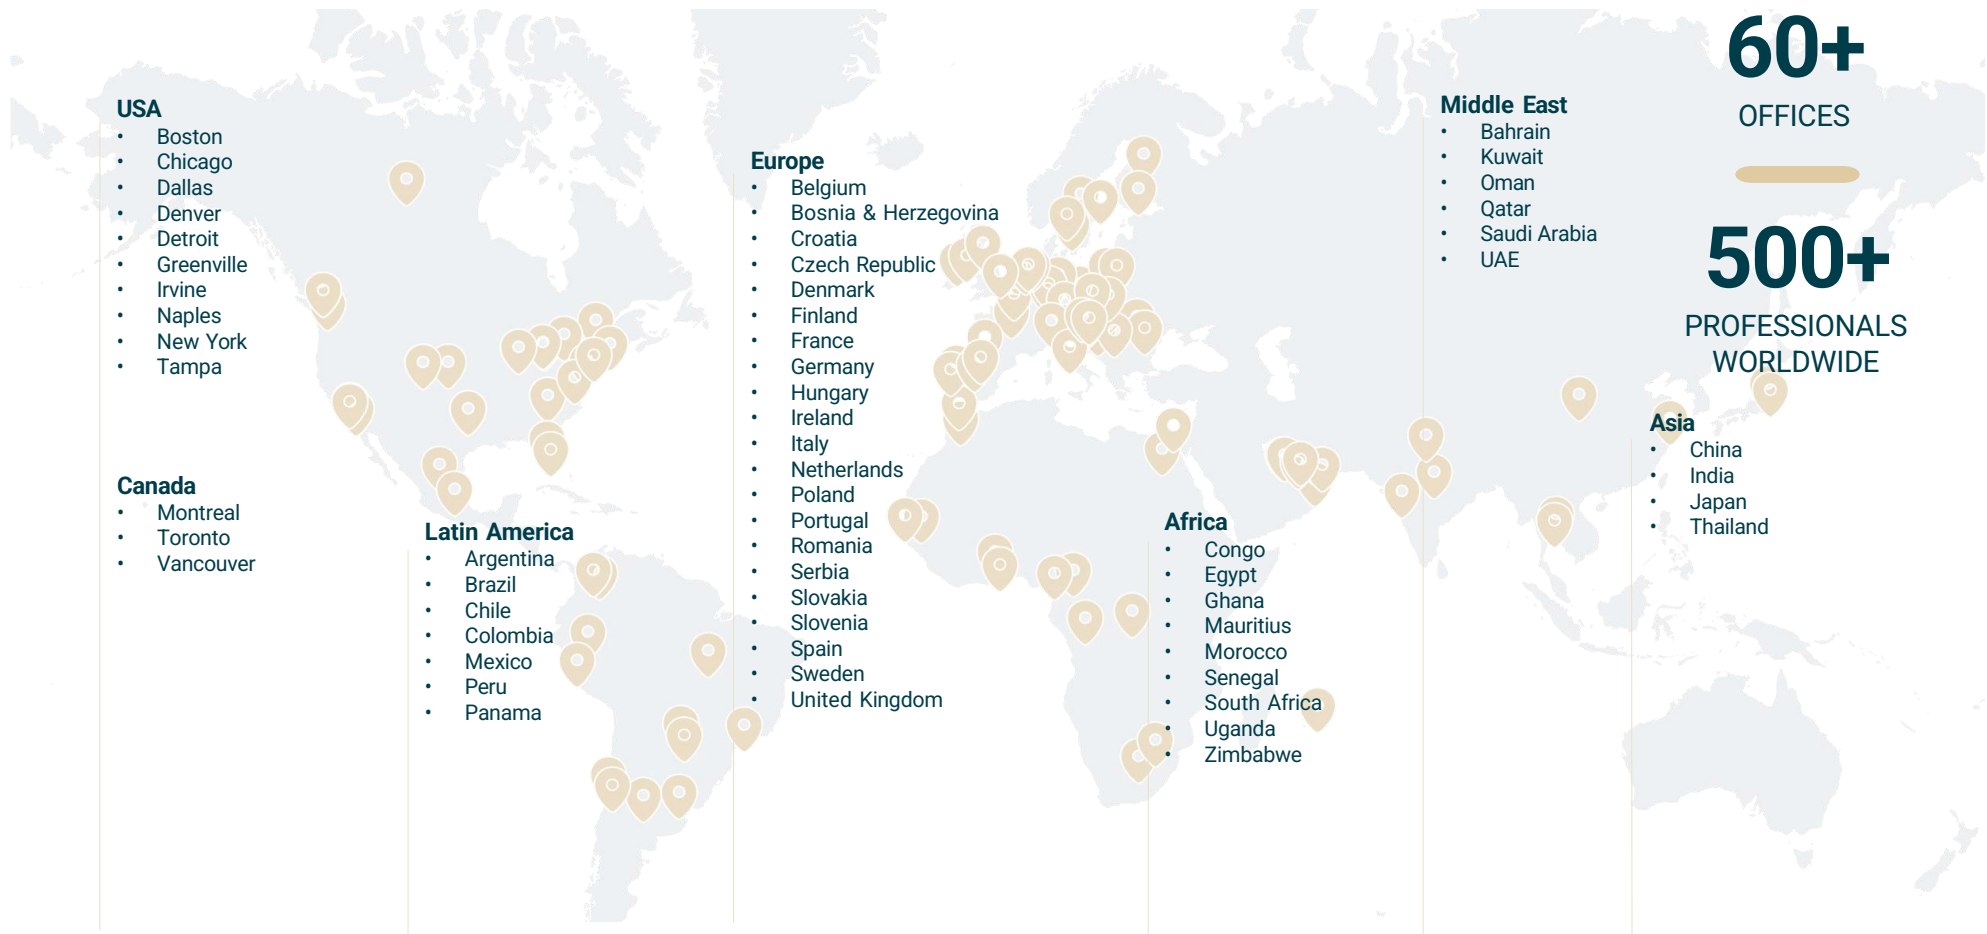 USA
• Boston
• Chicago
• Dallas
• Denver
• Detroit
• Greenville
• Irvine
• Naples
• New York
• Tampa
Canada
• Montreal
• Toronto
• Vancouver
Latin America
• Argentina
• Brazil
• Chile
• Colombia
• Mexico
• Peru
• Panama
Europe
• Belgium
• Bosnia & Herzegovina
• Croatia
• Czech Republic
• Denmark
• Finland
• France
• Germany
• Hungary
• Ireland
• Italy
• Netherlands
• Poland
• Portugal
• Romania
• Serbia
• Slovakia
• Slovenia
• Spain
• Sweden
• United Kingdom
Africa
• Congo
• Egypt
• Ghana
• Mauritius
• Morocco
• Senegal
• South Africa
• Uganda
• Zimbabwe
Middle East
• Bahrain
• Kuwait
• Oman
• Qatar
• Saudi Arabia
• UAE
Asia
• China
• India
• Japan
• Thailand
60+
OFFICES
500+
PROFESSIONALS
WORLDWIDE